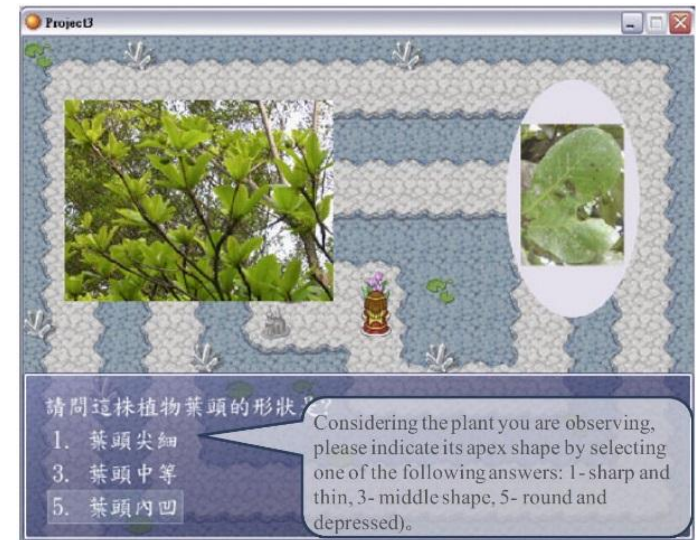 Project3
請問這株植物葉頭的形狀是?
1. 葉頭尖細
3. 葉頭中等
5. 葉頭內凹
Considering the plant you are observing,
please indicate its apex shape by selecting
one of the following answers: 1- sharp and
thin, 3- middle shape, 5- round and
depressed)。